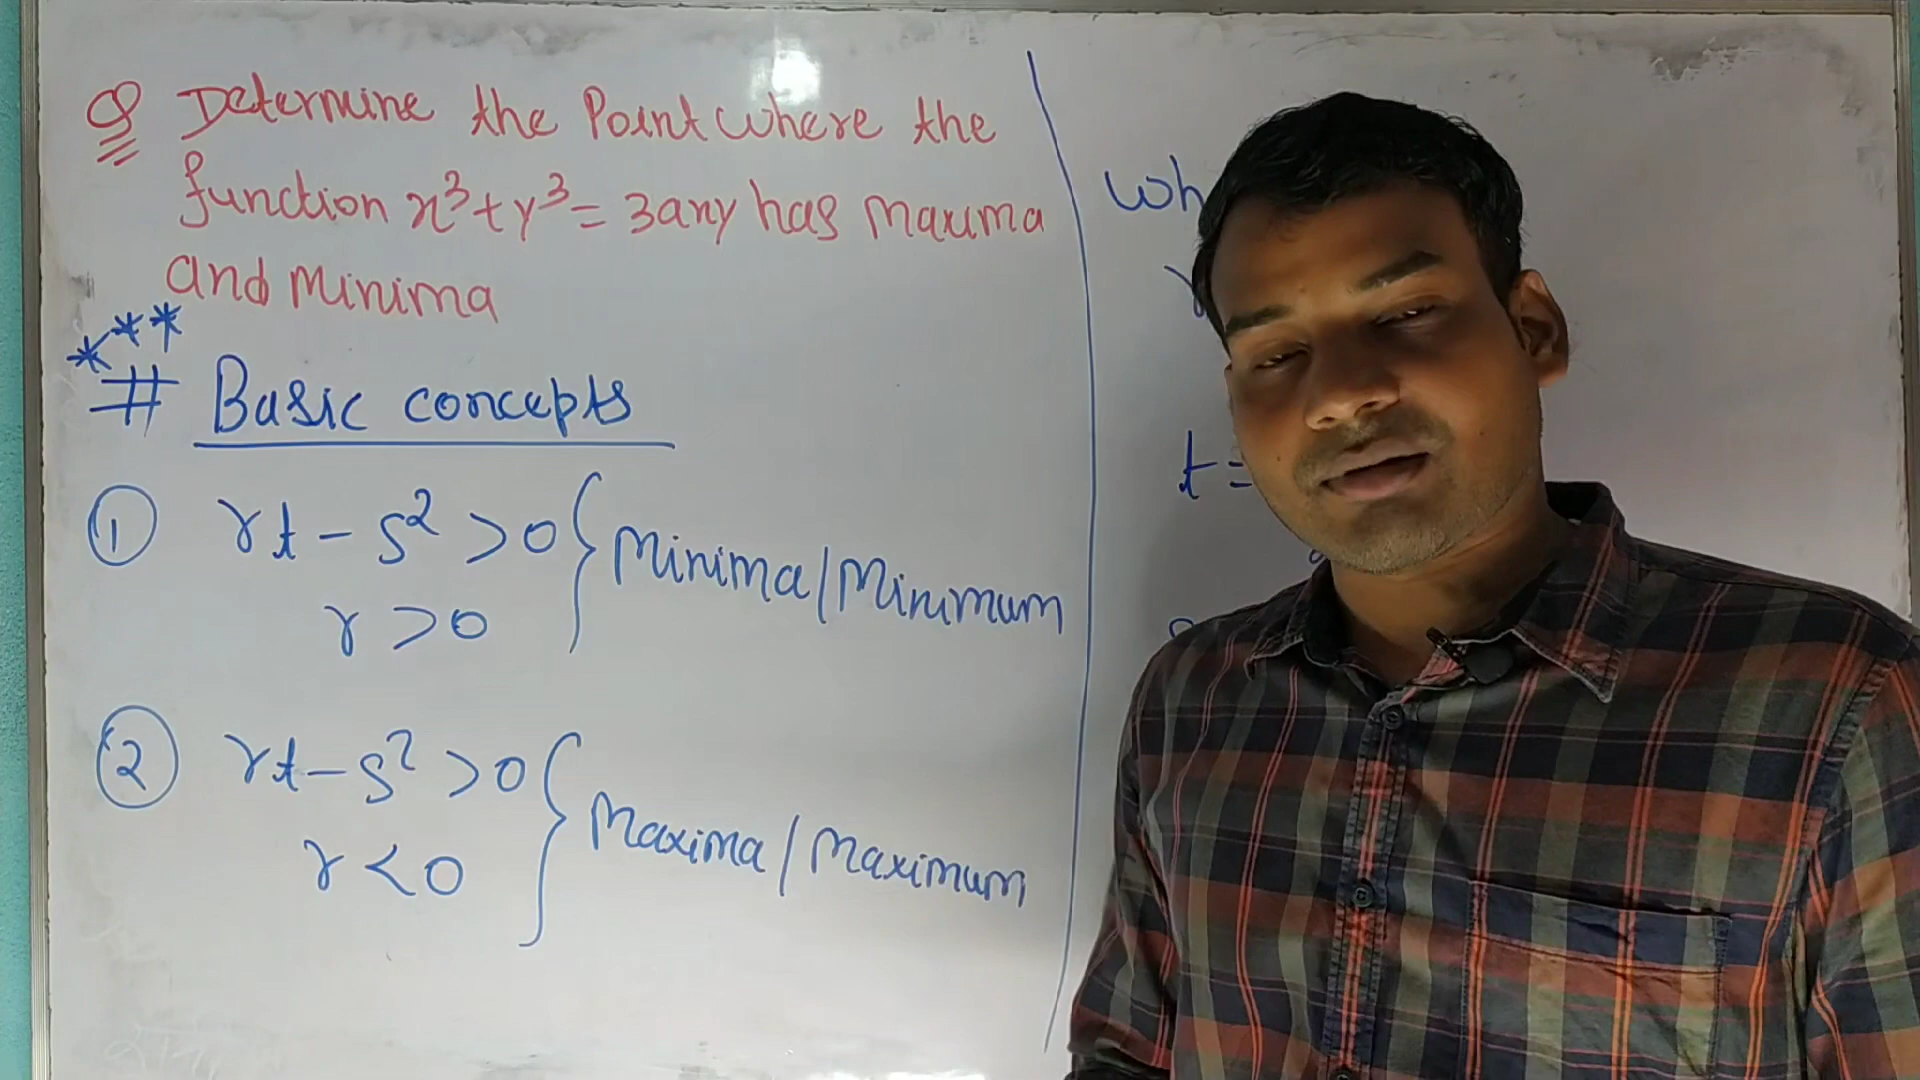 Q Determine the Point where the
function x³+y³= 3axy has maxima
and Minima
***
# Basic concepts
① rt - s² >0 } Minima/Minimum
r >0
② rt - s² >0 } Maxima/Maximum
r <0
Wh
r
t =